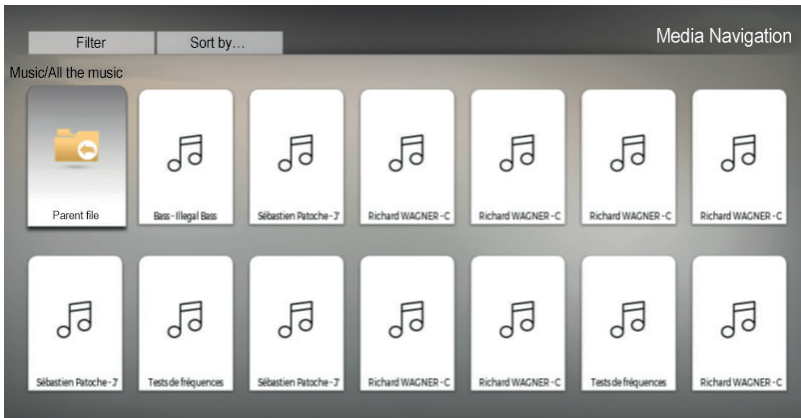 Filter
Sort by…
Media Navigation
Music/All the music
Parent file
Bass - Illegal Bass
Sébastien Patoche - J'
Richard WAGNER - C
Richard WAGNER - C
Richard WAGNER - C
Richard WAGNER - C
Sébastien Patoche - J'
Tests de fréquences
Sébastien Patoche - J'
Richard WAGNER - C
Richard WAGNER - C
Tests de fréquences
Richard WAGNER - C